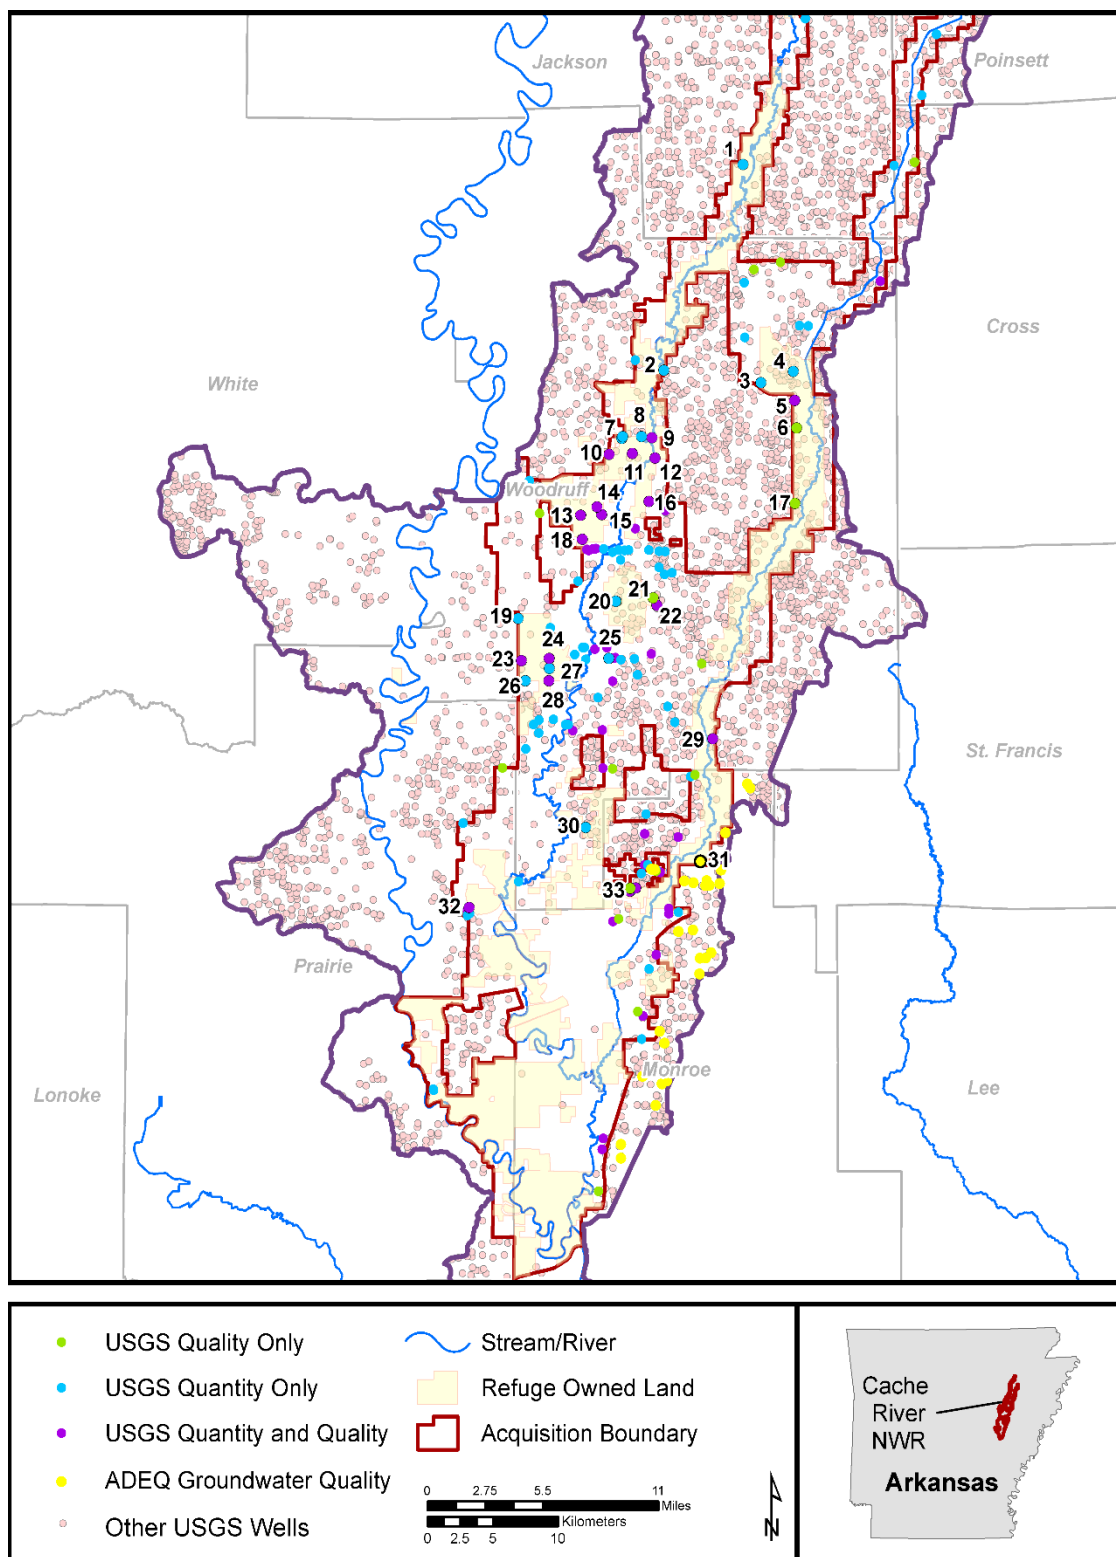 Jackson
Poinsett
1
Cross
White
2
3
4
5
6
7
8
9
10
11
12
Woodruff
13
14
15
16
17
18
19
20
21
22
23
24
25
26
27
28
29
St. Francis
30
31
32
33
Prairie
Monroe
Lonoke
Lee
USGS Quality Only
USGS Quantity Only
USGS Quantity and Quality
ADEQ Groundwater Quality
Other USGS Wells
Stream/River
Refuge Owned Land
Acquisition Boundary
0 2.75 5.5 11
Miles
Kilometers
0 2.5 5 10
N
Cache
River
NWR
Arkansas